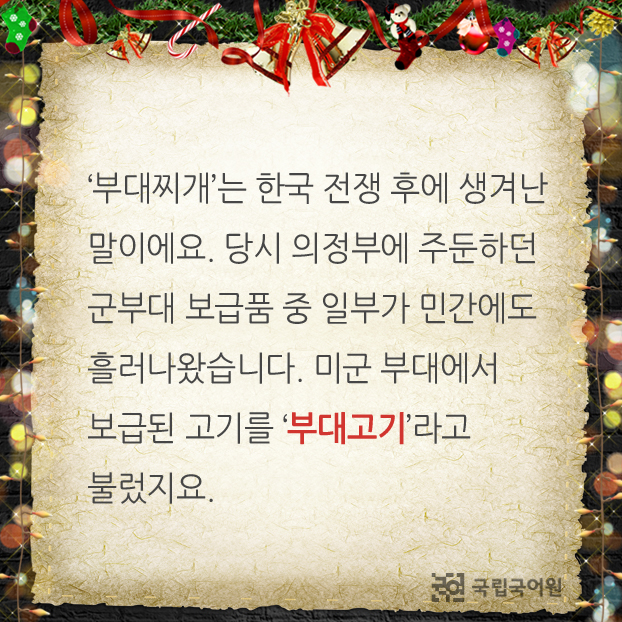 ‘부대찌개’는 한국 전쟁 후에 생겨난
말이에요. 당시 의정부에 주둔하던
군부대 보급품 중 일부가 민간에도
흘러나왔습니다. 미군 부대에서
보급된 고기를 ‘부대고기’라고
불렀지요.
국립국어원